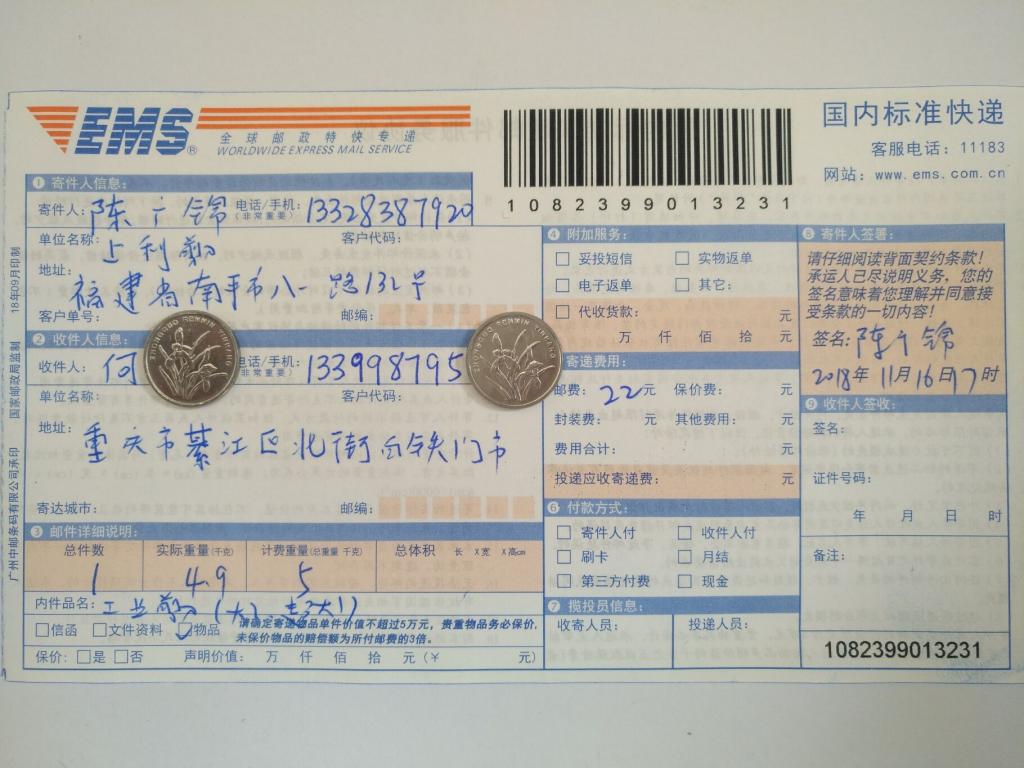 EMS®
全球邮政特快专递
WORLDWIDE EXPRESS MAIL SERVICE
1082399013231
国内标准快递
客服电话：11183
网站：www.ems.com.cn
① 寄件人信息：
寄件人：陈广锦 电话/手机：(非常重要) 13328387920
单位名称：占利勤 客户代码：
地址：福建省南平市八一路132号
客户单号： 邮编：
② 收件人信息：
收件人：何 电话/手机：(非常重要) 133998795
单位名称： 客户代码：
地址：重庆市綦江区北街白铁门市
寄达城市： 邮编：
③ 邮件详细说明：
总件数 实际重量(千克) 计费重量(总重量 千克) 总体积 长 X宽 X高cm
1 4.9 5
内件品名：工业剪(大)
信函 文件资料 物品 请确定寄递物品单件价值不超过5万元，贵重物品务必保价，
未保价物品的赔偿额为所付邮费的3倍。
保价：是 否 声明价值： 万 仟 佰 拾 元(¥ 元)
④ 附加服务：
妥投短信 实物返单
电子返单 其它：
代收货款： 元
万 仟 佰 拾 元
⑤ 寄递费用：
邮费：22元 保价费： 元
封装费： 元 其他费用： 元
费用合计： 元
投递应收寄递费： 元
⑥ 付款方式：
寄件人付 收件人付
刷卡 月结
第三方付费 现金
⑦ 揽投员信息：
收寄人员： 投递人员：
⑧ 寄件人签署：
请仔细阅读背面契约条款！
承运人已尽说明义务，您的
签名意味着您理解并同意接
受条款的一切内容！
签名：陈广锦
2018年11月16日17时
⑨ 收件人签收：
签名：
证件号码：
年 月 日 时
备注：
1082399013231
广州中邮条码有限公司承印 国家邮政局监制 18年09月印制
ZHONGGUO RENMIN YINHANG
ZHONGGUO RENMIN YINHANG